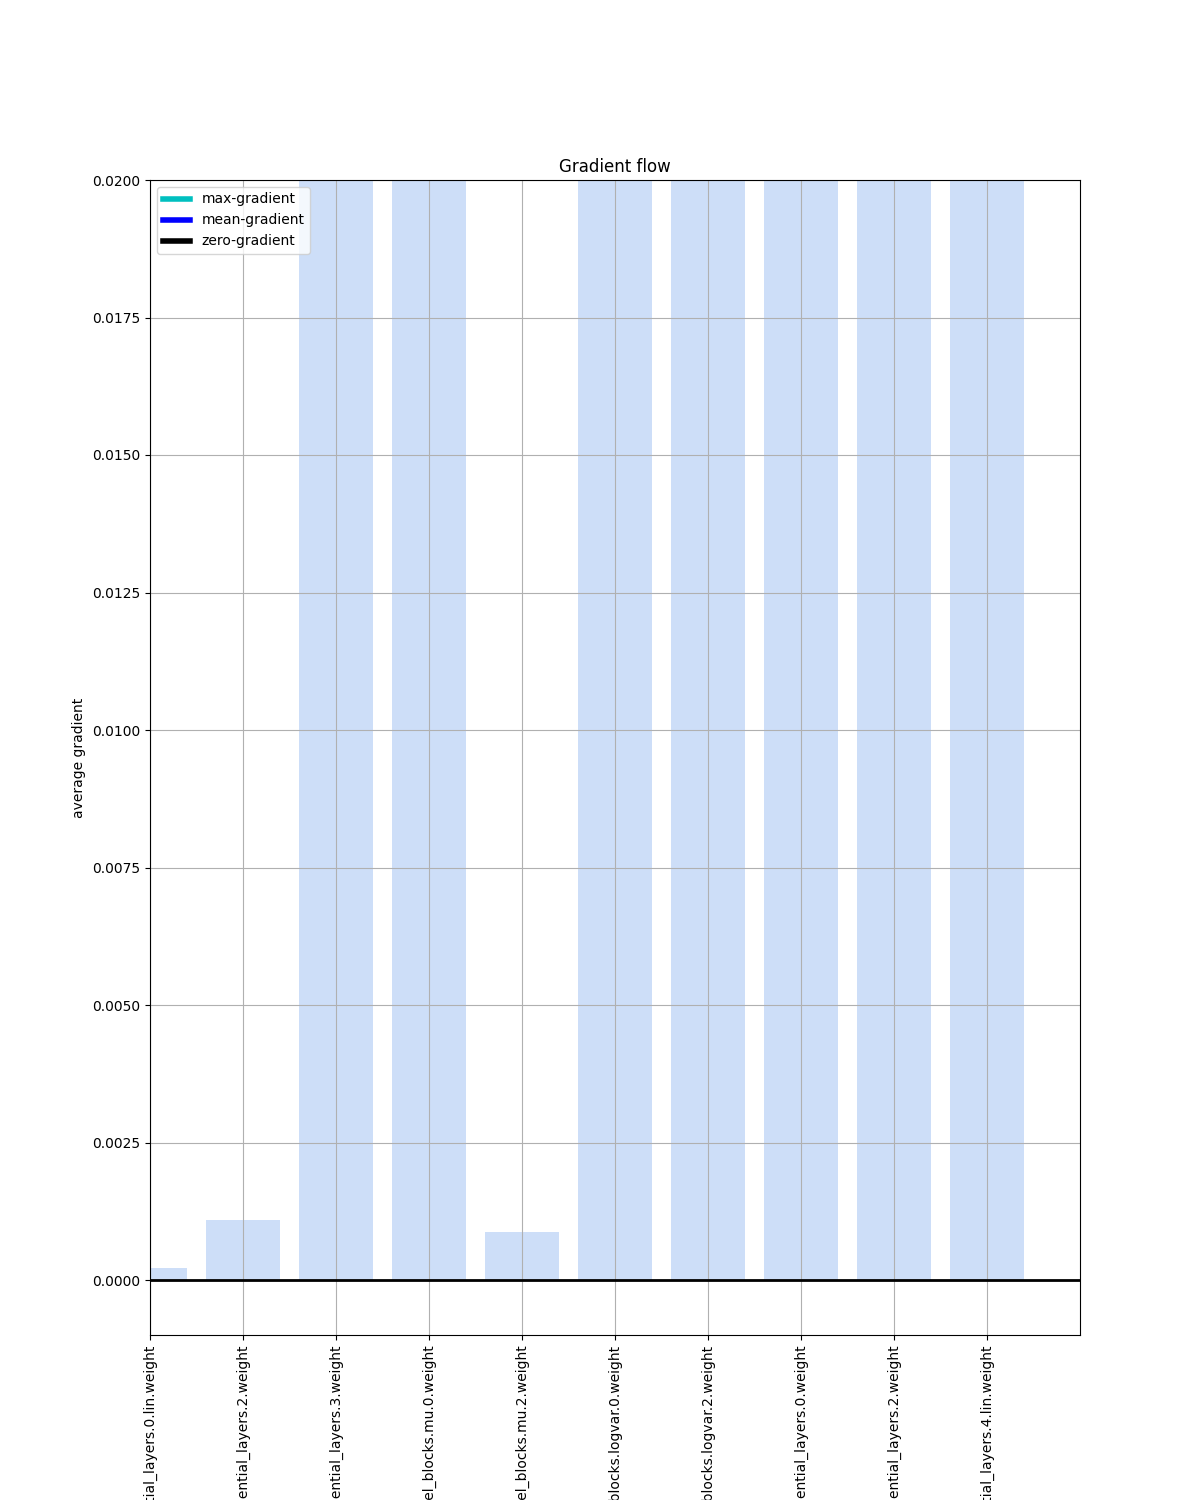 Gradient flow
max-gradient
mean-gradient
zero-gradient
0.0200
0.0175
0.0150
0.0125
0.0100
0.0075
0.0050
0.0025
0.0000
average gradient
tial_layers.0.lin.weight
ential_layers.2.weight
ential_layers.3.weight
el_blocks.mu.0.weight
el_blocks.mu.2.weight
blocks.logvar.0.weight
blocks.logvar.2.weight
ential_layers.0.weight
ential_layers.2.weight
tial_layers.4.lin.weight